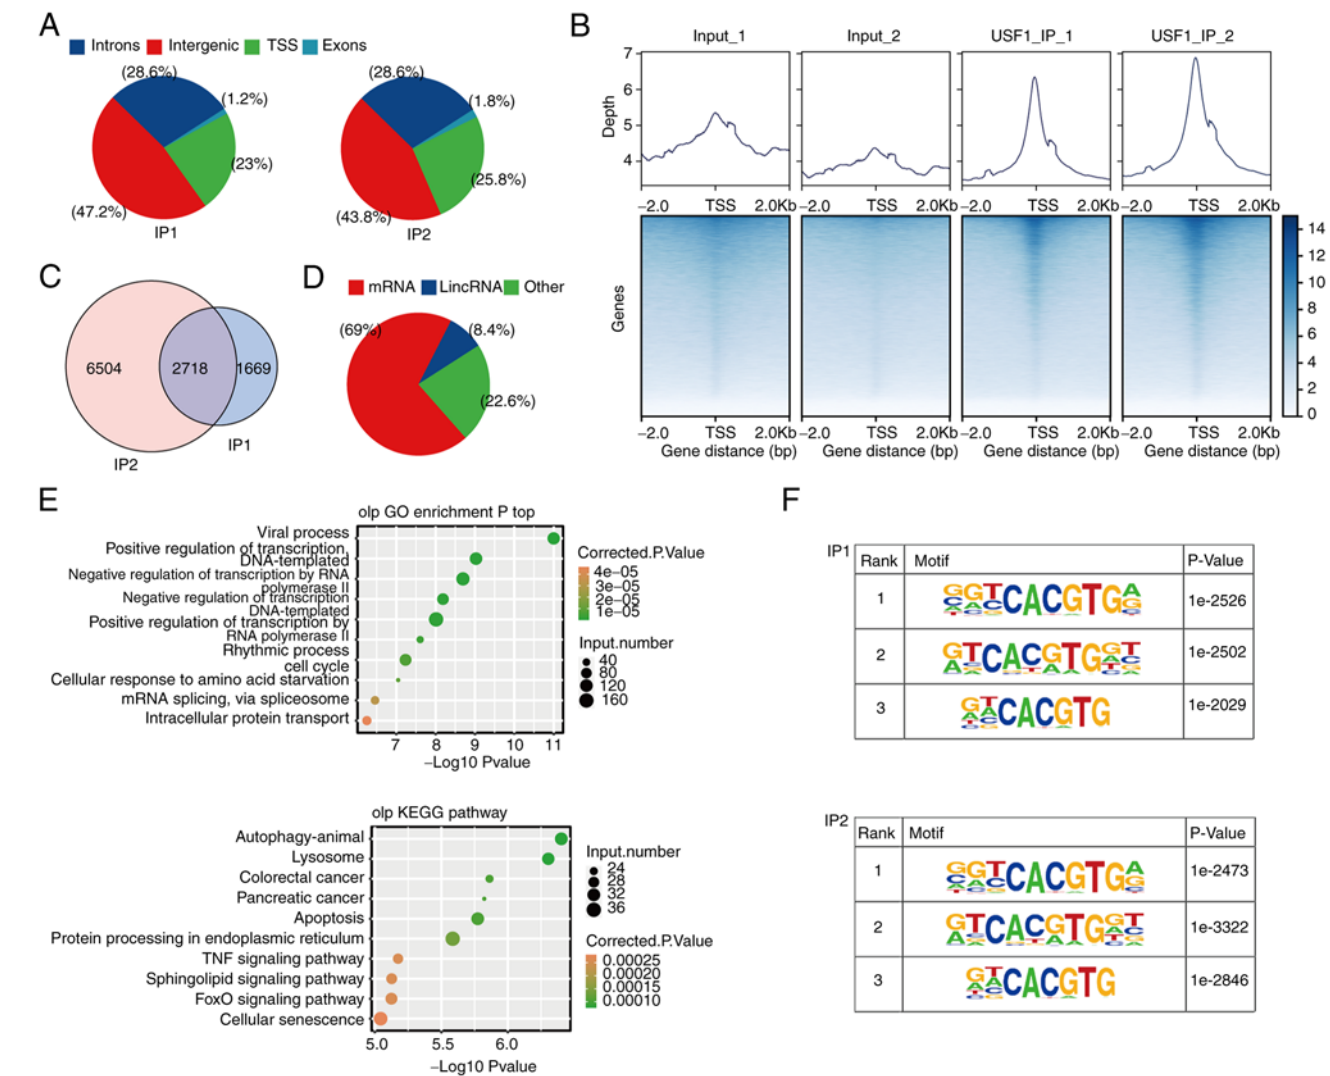 A
Introns Intergenic TSS Exons
(28.6%)
(1.2%)
(23%)
(47.2%)
IP1
(28.6%)
(1.8%)
(25.8%)
(43.8%)
IP2
B
Input_1 Input_2 USF1_IP_1 USF1_IP_2
Depth
7
6
5
4
−2.0 TSS 2.0Kb −2.0 TSS 2.0Kb −2.0 TSS 2.0Kb −2.0 TSS 2.0Kb
Genes
14
12
10
8
6
4
2
0
−2.0 TSS 2.0Kb −2.0 TSS 2.0Kb −2.0 TSS 2.0Kb −2.0 TSS 2.0Kb
Gene distance (bp) Gene distance (bp) Gene distance (bp) Gene distance (bp)
C
6504 2718 1669
IP1
IP2
D
mRNA LincRNA Other
(69%) (8.4%)
(22.6%)
E
olp GO enrichment P top
Viral process
Positive regulation of transcription,
DNA-templated
Negative regulation of transcription by RNA
polymerase II
Negative regulation of transcription
DNA-templated
Positive regulation of transcription by
RNA polymerase II
Rhythmic process
cell cycle
Cellular response to amino acid starvation
mRNA splicing, via spliceosome
Intracellular protein transport
7 8 9 10 11
−Log10 Pvalue
Corrected.P.Value
4e−05
3e−05
2e−05
1e−05
Input.number
40
80
120
160
olp KEGG pathway
Autophagy-animal
Lysosome
Colorectal cancer
Pancreatic cancer
Apoptosis
Protein processing in endoplasmic reticulum
TNF signaling pathway
Sphingolipid signaling pathway
FoxO signaling pathway
Cellular senescence
5.0 5.5 6.0
−Log10 Pvalue
Input.number
24
28
32
36
Corrected.P.Value
0.00025
0.00020
0.00015
0.00010
F
IP1
Rank Motif P-Value
1 GGTCACGTGA 1e-2526
2 GTCACGTGGT 1e-2502
3 GTCACGTG 1e-2029
IP2
Rank Motif P-Value
1 GGTCACGTGA 1e-2473
2 GTCACGTGGT 1e-3322
3 GTCACGTG 1e-2846